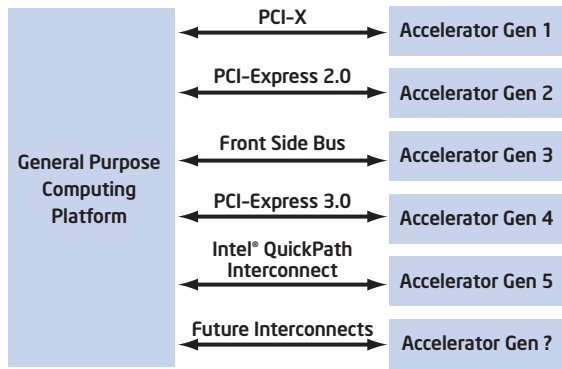 PCI-X
Accelerator Gen 1
PCI-Express 2.0
Accelerator Gen 2
General Purpose
Computing
Platform
Front Side Bus
Accelerator Gen 3
PCI-Express 3.0
Accelerator Gen 4
Intel® QuickPath
Interconnect
Accelerator Gen 5
Future Interconnects
Accelerator Gen ?